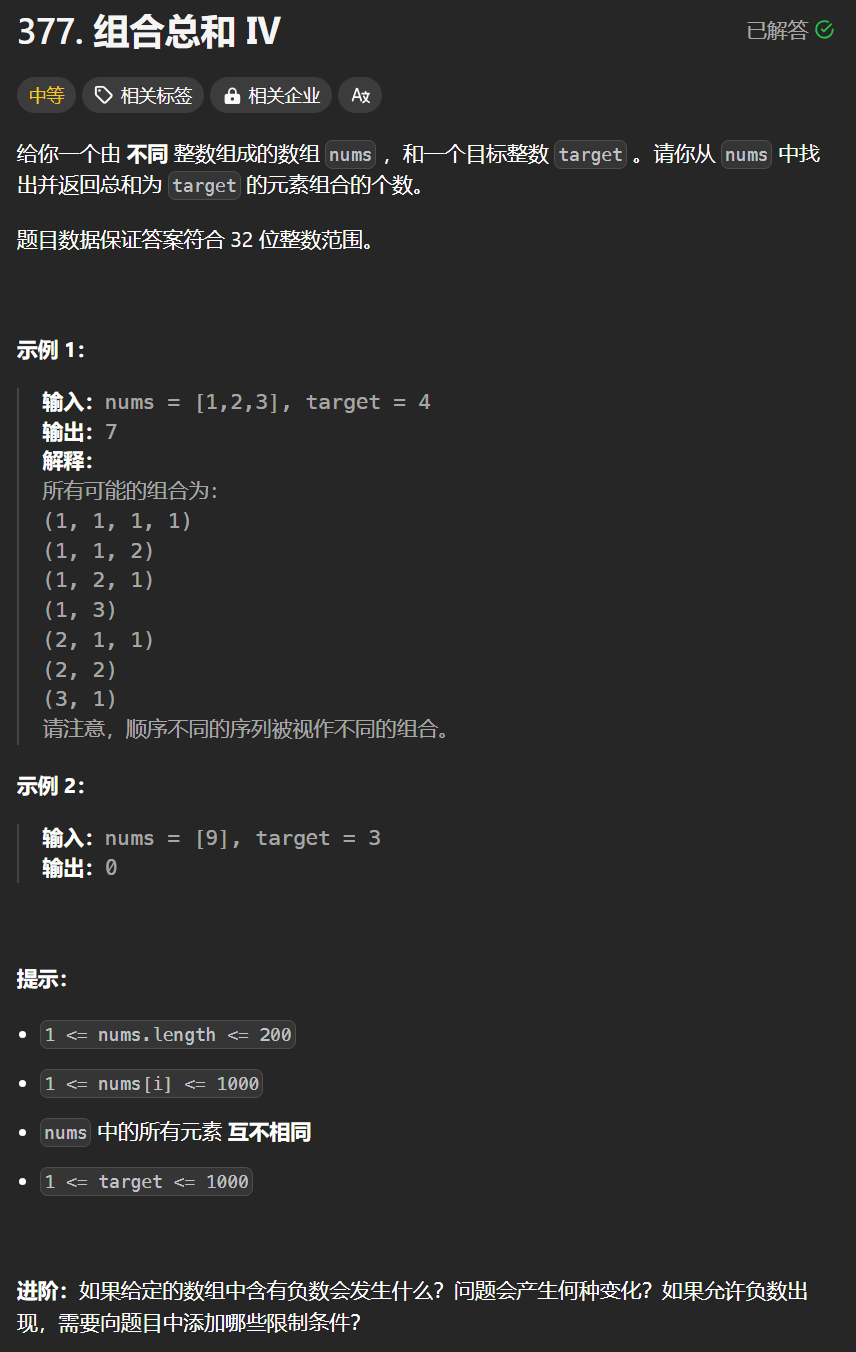 377. 组合总和 Ⅳ
已解答
中等 相关标签 相关企业
给你一个由 不同 整数组成的数组 nums ，和一个目标整数 target 。请你从 nums 中找
出并返回总和为 target 的元素组合的个数。
题目数据保证答案符合 32 位整数范围。
示例 1：
输入：nums = [1,2,3], target = 4
输出：7
解释：
所有可能的组合为：
(1, 1, 1, 1)
(1, 1, 2)
(1, 2, 1)
(1, 3)
(2, 1, 1)
(2, 2)
(3, 1)
请注意，顺序不同的序列被视作不同的组合。
示例 2：
输入：nums = [9], target = 3
输出：0
提示：
1 <= nums.length <= 200
1 <= nums[i] <= 1000
nums 中的所有元素 互不相同
1 <= target <= 1000
进阶：如果给定的数组中含有负数会发生什么？问题会产生何种变化？如果允许负数出
现，需要向题目中添加哪些限制条件？